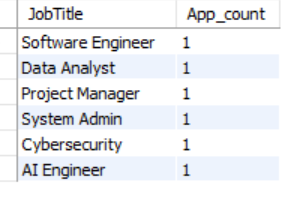 JobTitle App_count
Software Engineer 1
Data Analyst 1
Project Manager 1
System Admin 1
Cybersecurity 1
AI Engineer 1